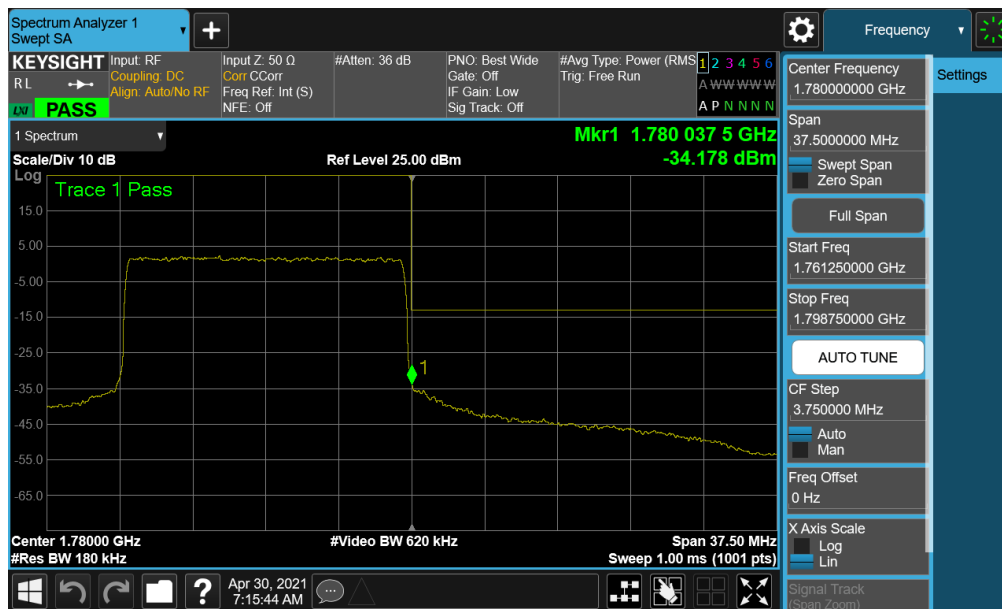 Spectrum Analyzer 1
Swept SA
Frequency
KEYSIGHT
R L
LXI
PASS
Input: RF
Coupling: DC
Align: Auto/No RF
Input Z: 50 Ω
Corr CCorr
Freq Ref: Int (S)
NFE: Off
#Atten: 36 dB
PNO: Best Wide
Gate: Off
IF Gain: Low
Sig Track: Off
#Avg Type: Power (RMS
Trig: Free Run
1 2 3 4 5 6
A W W W W W
A P N N N N
1 Spectrum
Scale/Div 10 dB
Ref Level 25.00 dBm
Mkr1 1.780 037 5 GHz
-34.178 dBm
Log
Trace 1 Pass
15.0
5.00
-5.00
-15.0
-25.0
-35.0
-45.0
-55.0
-65.0
1
Center 1.78000 GHz
#Res BW 180 kHz
#Video BW 620 kHz
Span 37.50 MHz
Sweep 1.00 ms (1001 pts)
Center Frequency
1.780000000 GHz
Span
37.5000000 MHz
Swept Span
Zero Span
Full Span
Start Freq
1.761250000 GHz
Stop Freq
1.798750000 GHz
AUTO TUNE
CF Step
3.750000 MHz
Auto
Man
Freq Offset
0 Hz
X Axis Scale
Log
Lin
Signal Track
(Span Zoom)
Settings
?
Apr 30, 2021
7:15:44 AM